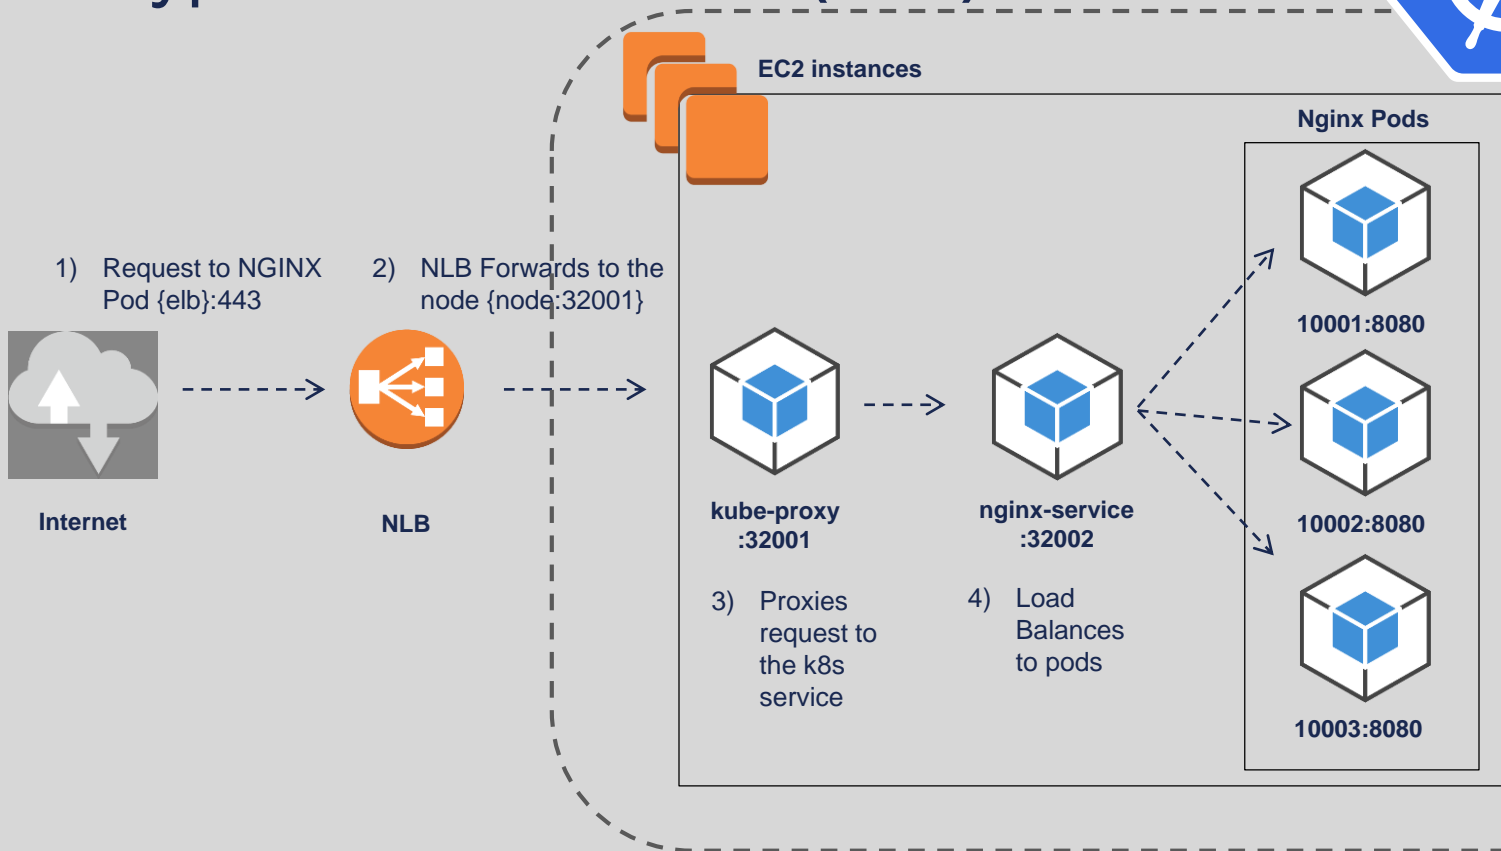 EC2 instances
Nginx Pods
1) Request to NGINX
Pod {elb}:443
2) NLB Forwards to the
node {node:32001}
10001:8080
Internet
NLB
kube-proxy
:32001
nginx-service
:32002
10002:8080
3) Proxies
request to
the k8s
service
4) Load
Balances
to pods
10003:8080